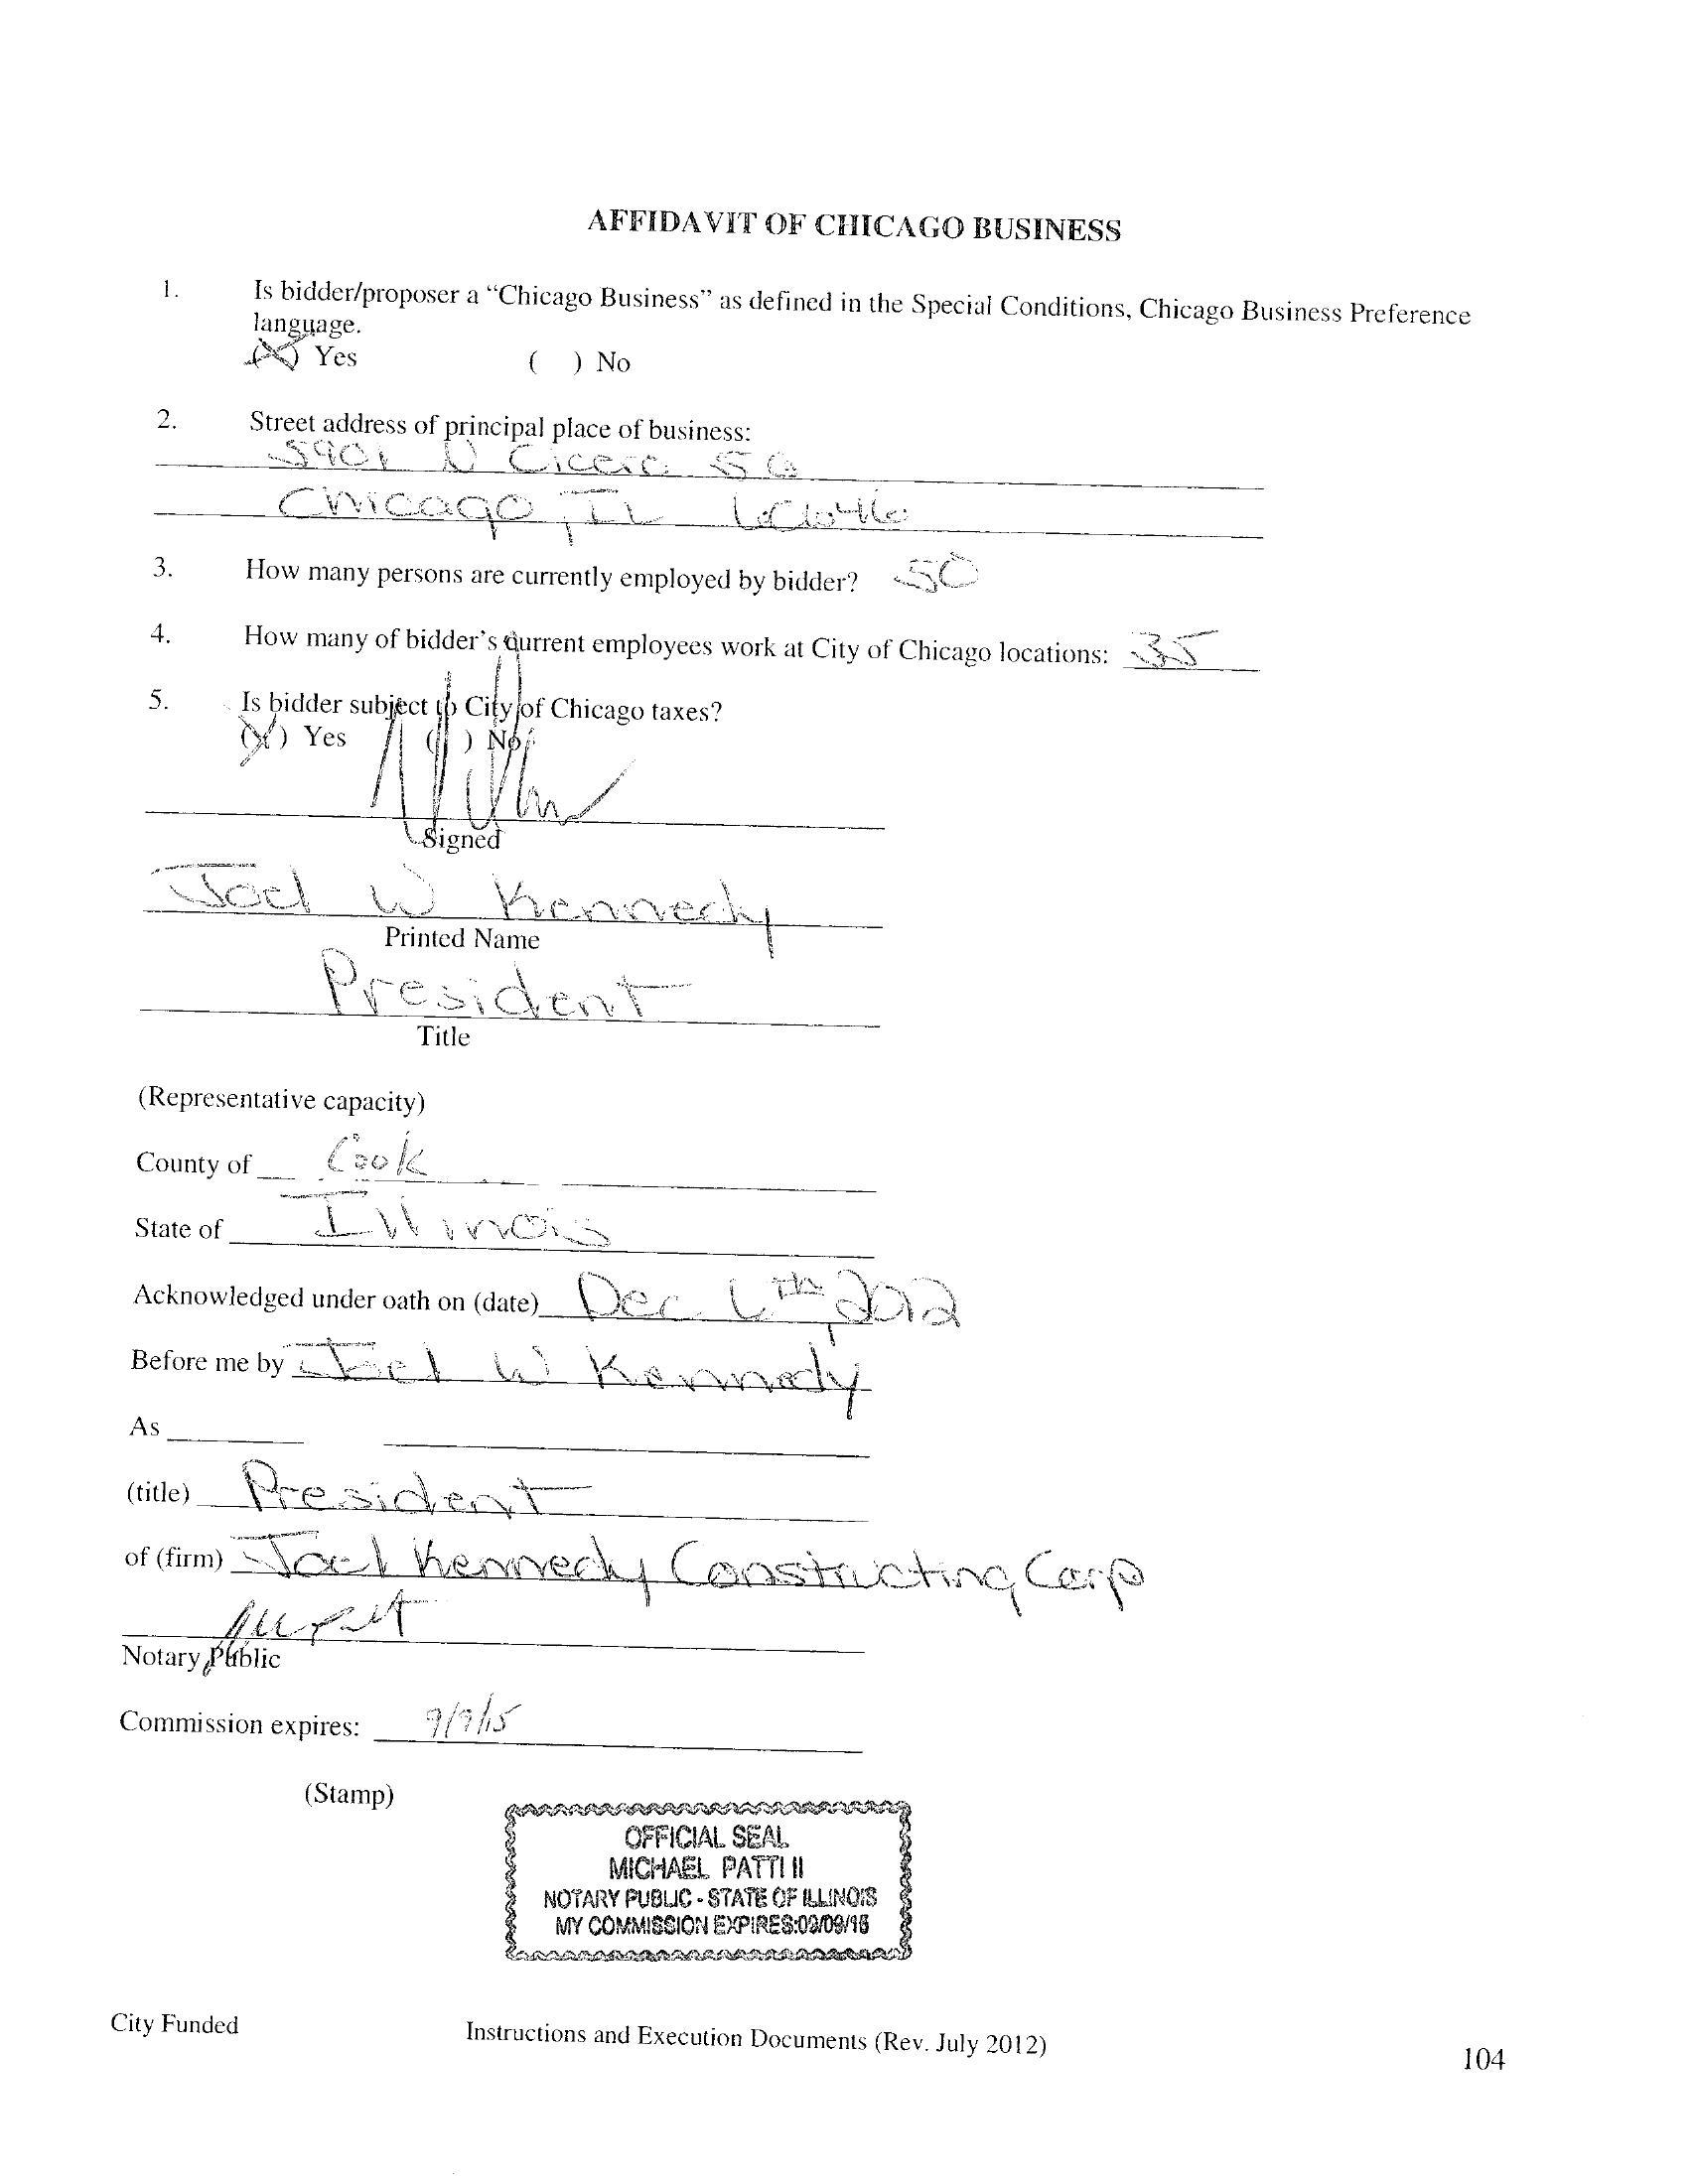 AFFIDAVIT OF CHICAGO BUSINESS
1. Is bidder/proposer a “Chicago Business” as defined in the Special Conditions, Chicago Business Preference
language.
(X) Yes ( ) No
2. Street address of principal place of business:
5901 N Cicero
Chicago, IL 60646
3. How many persons are currently employed by bidder? 50
4. How many of bidder's current employees work at City of Chicago locations: 35
5. Is bidder subject to City of Chicago taxes?
(X) Yes ( ) No
Signed
Joel W Kennedy
Printed Name
President
Title
(Representative capacity)
County of Cook
State of Illinois
Acknowledged under oath on (date) Dec 6th, 2012
Before me by Joel W Kennedy
As
(title) President
of (firm) Joel Kennedy Constructing Corp
Notary Public
Commission expires: 9/9/15
(Stamp)
OFFICIAL SEAL
MICHAEL PATTI II
NOTARY PUBLIC - STATE OF ILLINOIS
MY COMMISSION EXPIRES:09/09/15
City Funded Instructions and Execution Documents (Rev. July 2012)
104